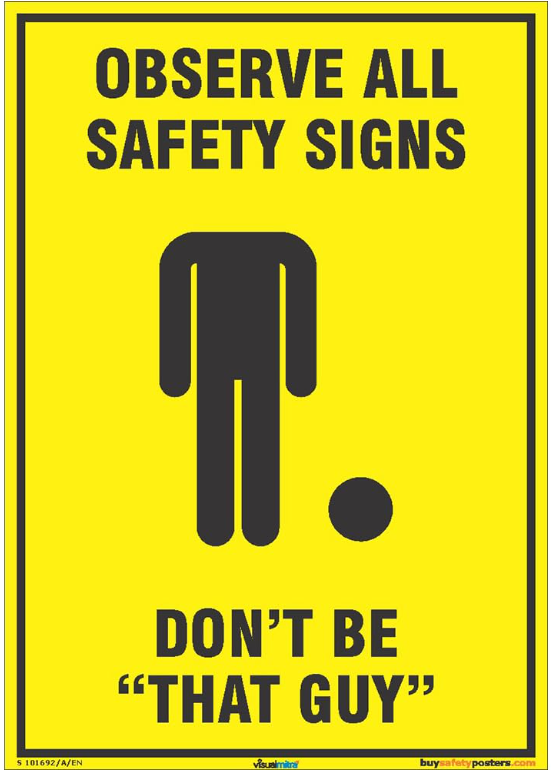 OBSERVE ALL
SAFETY SIGNS
DON'T BE
“THAT GUY”
S 101692/A/EN
visualmitra®
buysafetyposters.com